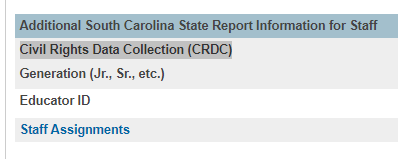 Additional South Carolina State Report Information for Staff
Civil Rights Data Collection (CRDC)
Generation (Jr., Sr., etc.)
Educator ID
Staff Assignments